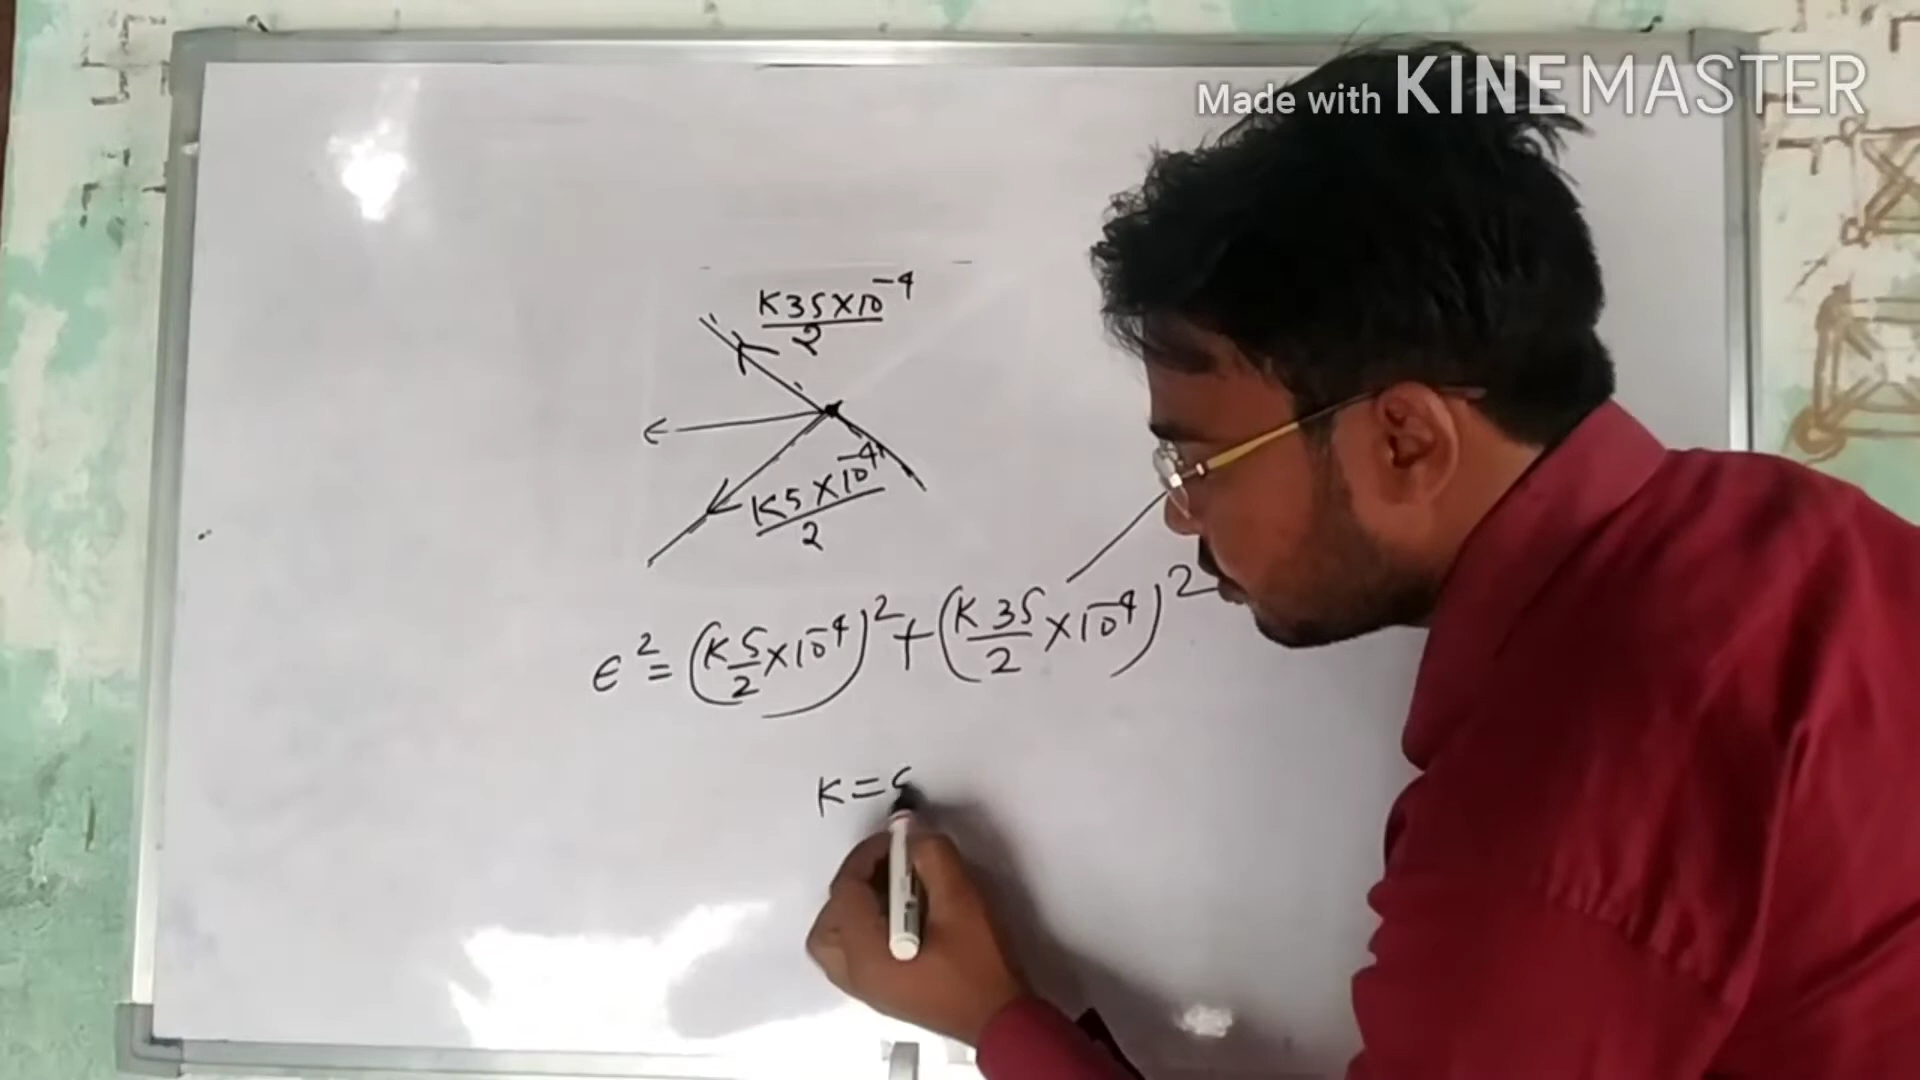 Made with KINEMASTER
K35×10⁻⁴
2
K5×10⁻⁴
2
E² = (K5/2×10⁻⁴)² + (K35/2×10⁻⁴)²
K=